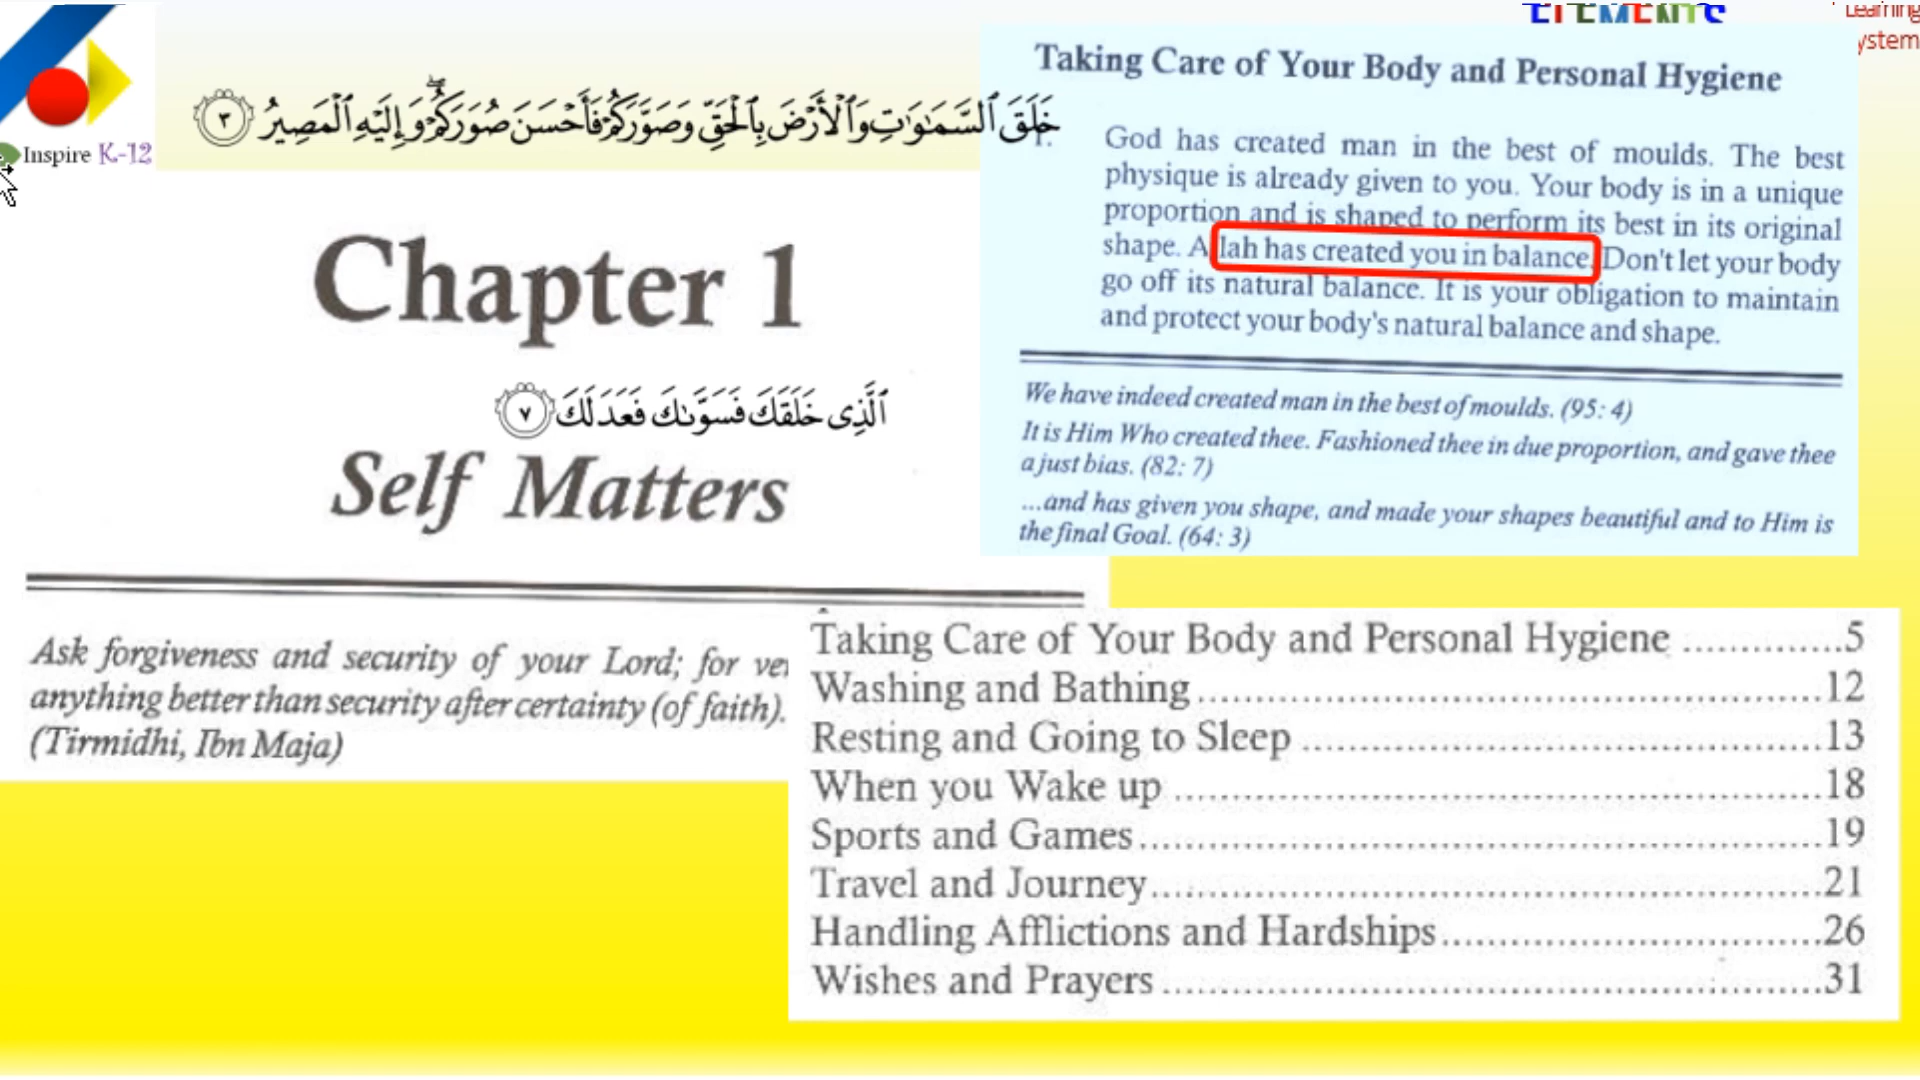 Inspire K-12
Learning
ystem
خَلَقَ ٱلسَّمَـٰوَٰتِ وَٱلْأَرْضَ بِٱلْحَقِّ وَصَوَّرَكُمْ فَأَحْسَنَ صُوَرَكُمْ ۖ وَإِلَيْهِ ٱلْمَصِيرُ ٣
Chapter 1
ٱلَّذِى خَلَقَكَ فَسَوَّىٰكَ فَعَدَلَكَ ٧
Self Matters
Ask forgiveness and security of your Lord; for
anything better than security after certainty (of faith).
(Tirmidhi, Ibn Maja)
ELEMENTS
Taking Care of Your Body and Personal Hygiene
1.
God has created man in the best of moulds. The best
physique is already given to you. Your body is in a unique
proportion and is shaped to perform its best in its original
shape. A lah has created you in balance. Don't let your body
go off its natural balance. It is your obligation to maintain
and protect your body's natural balance and shape.
We have indeed created man in the best of moulds. (95: 4)
It is Him Who created thee. Fashioned thee in due proportion, and gave thee
a just bias. (82: 7)
...and has given you shape, and made your shapes beautiful and to Him is
the final Goal. (64: 3)
Taking Care of Your Body and Personal Hygiene ..............5
Washing and Bathing ..............12
Resting and Going to Sleep ..............13
When you Wake up ..............18
Sports and Games ..............19
Travel and Journey ..............21
Handling Afflictions and Hardships ..............26
Wishes and Prayers ..............31